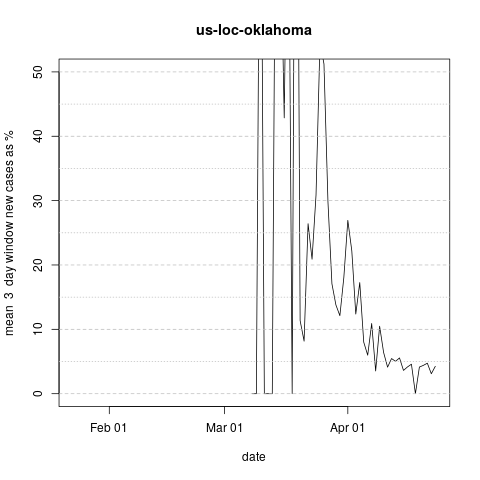 us-loc-oklahoma
mean 3 day window new cases as %
50
40
30
20
10
0
Feb 01
Mar 01
Apr 01
date